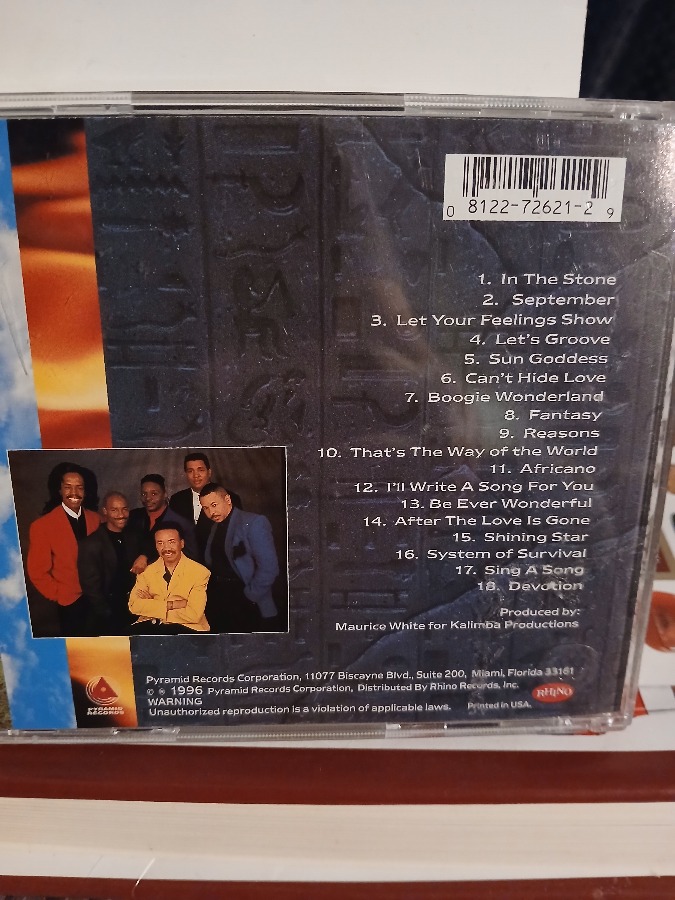 0 8122-72621-2 9
1. In The Stone
2. September
3. Let Your Feelings Show
4. Let's Groove
5. Sun Goddess
6. Can't Hide Love
7. Boogie Wonderland
8. Fantasy
9. Reasons
10. That's The Way of the World
11. Africano
12. I'll Write A Song For You
13. Be Ever Wonderful
14. After The Love Is Gone
15. Shining Star
16. System of Survival
17. Sing A Song
18. Devotion
Produced by:
Maurice White for Kalimba Productions
Pyramid Records Corporation, 11077 Biscayne Blvd., Suite 200, Miami, Florida 33161
© ℗ 1996 Pyramid Records Corporation, Distributed By Rhino Records, Inc.
WARNING
Unauthorized reproduction is a violation of applicable laws. Printed in USA.
PYRAMID
RECORDS
RHINO